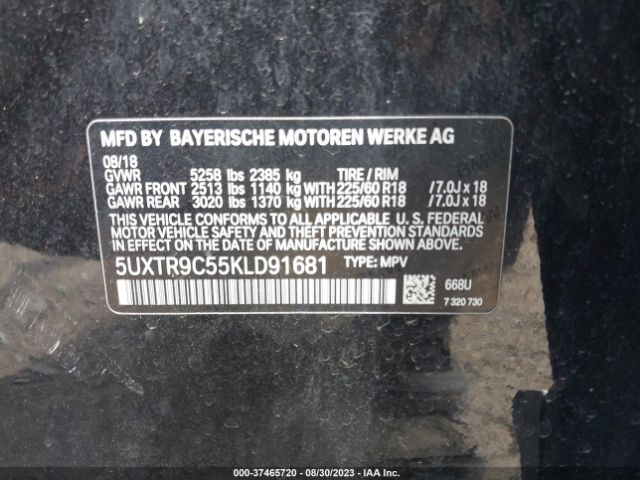 MFD BY BAYERISCHE MOTOREN WERKE AG
08/18
GVWR 5258 lbs 2385 kg TIRE / RIM
GAWR FRONT 2513 lbs 1140 kg WITH 225/60 R18 / 7.0J x 18
GAWR REAR 3020 lbs 1370 kg WITH 225/60 R18 / 7.0J x 18
THIS VEHICLE CONFORMS TO ALL APPLICABLE U. S. FEDERAL
MOTOR VEHICLE SAFETY STANDARDS IN EFFECT ON THE DATE OF
MANUFACTURE SHOWN ABOVE.
5UXTR9C55KLD91681 TYPE: MPV
668U
7 320 730
000-37465720 - 08/30/2023 - IAA Inc.